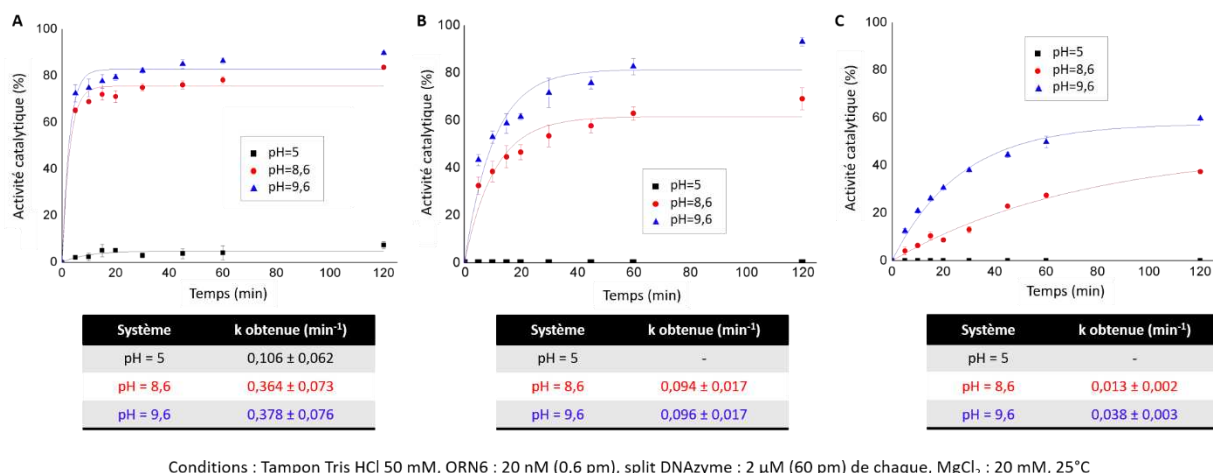 A
Activité catalytique (%)
100
80
60
40
20
0
pH=5
pH=8,6
pH=9,6
0 20 40 60 80 100 120
Temps (min)
Système k obtenue (min⁻¹)
pH = 5 0,106 ± 0,062
pH = 8,6 0,364 ± 0,073
pH = 9,6 0,378 ± 0,076
B
Activité catalytique (%)
100
80
60
40
20
0
pH=5
pH=8,6
pH=9,6
0 20 40 60 80 100 120
Temps (min)
Système k obtenue (min⁻¹)
pH = 5 -
pH = 8,6 0,094 ± 0,017
pH = 9,6 0,096 ± 0,017
C
Activité catalytique (%)
100
80
60
40
20
0
pH=5
pH=8,6
pH=9,6
0 20 40 60 80 100 120
Temps (min)
Système k obtenue (min⁻¹)
pH = 5 -
pH = 8,6 0,013 ± 0,002
pH = 9,6 0,038 ± 0,003
Conditions : Tampon Tris HCl 50 mM, ORN6 : 20 nM (0,6 pm), split DNAzyme : 2 µM (60 pm) de chaque, MgCl₂ : 20 mM, 25°C